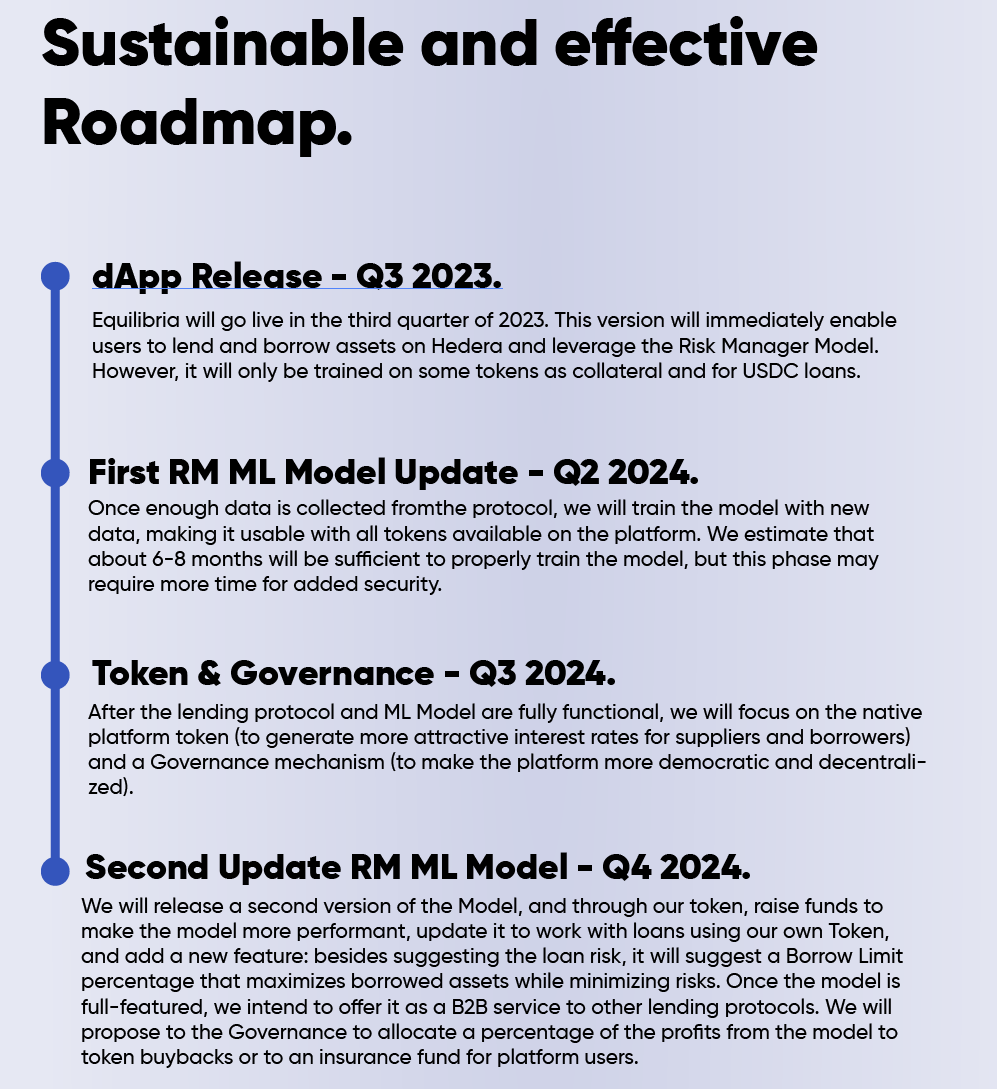 Sustainable and effective
Roadmap.
dApp Release - Q3 2023.
Equilibria will go live in the third quarter of 2023. This version will immediately enable
users to lend and borrow assets on Hedera and leverage the Risk Manager Model.
However, it will only be trained on some tokens as collateral and for USDC loans.
First RM ML Model Update - Q2 2024.
Once enough data is collected fromthe protocol, we will train the model with new
data, making it usable with all tokens available on the platform. We estimate that
about 6-8 months will be sufficient to properly train the model, but this phase may
require more time for added security.
Token & Governance - Q3 2024.
After the lending protocol and ML Model are fully functional, we will focus on the native
platform token (to generate more attractive interest rates for suppliers and borrowers)
and a Governance mechanism (to make the platform more democratic and decentrali-
zed).
Second Update RM ML Model - Q4 2024.
We will release a second version of the Model, and through our token, raise funds to
make the model more performant, update it to work with loans using our own Token,
and add a new feature: besides suggesting the loan risk, it will suggest a Borrow Limit
percentage that maximizes borrowed assets while minimizing risks. Once the model is
full-featured, we intend to offer it as a B2B service to other lending protocols. We will
propose to the Governance to allocate a percentage of the profits from the model to
token buybacks or to an insurance fund for platform users.